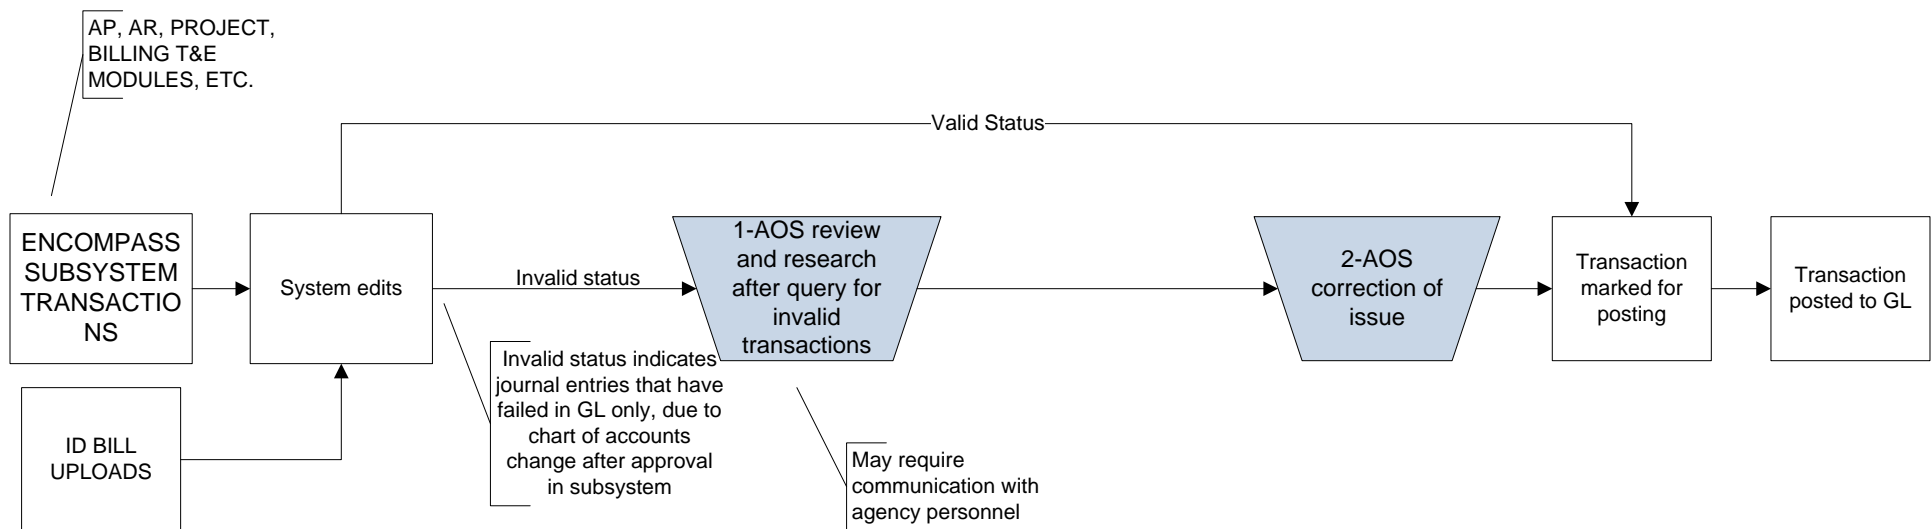 AP, AR, PROJECT,
BILLING T&E
MODULES, ETC.
Valid Status
ENCOMPASS
SUBSYSTEM
TRANSACTIO
NS
System edits
Invalid status
1-AOS review
and research
after query for
invalid
transactions
2-AOS
correction of
issue
Transaction
marked for
posting
Transaction
posted to GL
Invalid status indicates
journal entries that have
failed in GL only, due to
chart of accounts
change after approval
in subsystem
ID BILL
UPLOADS
May require
communication with
agency personnel